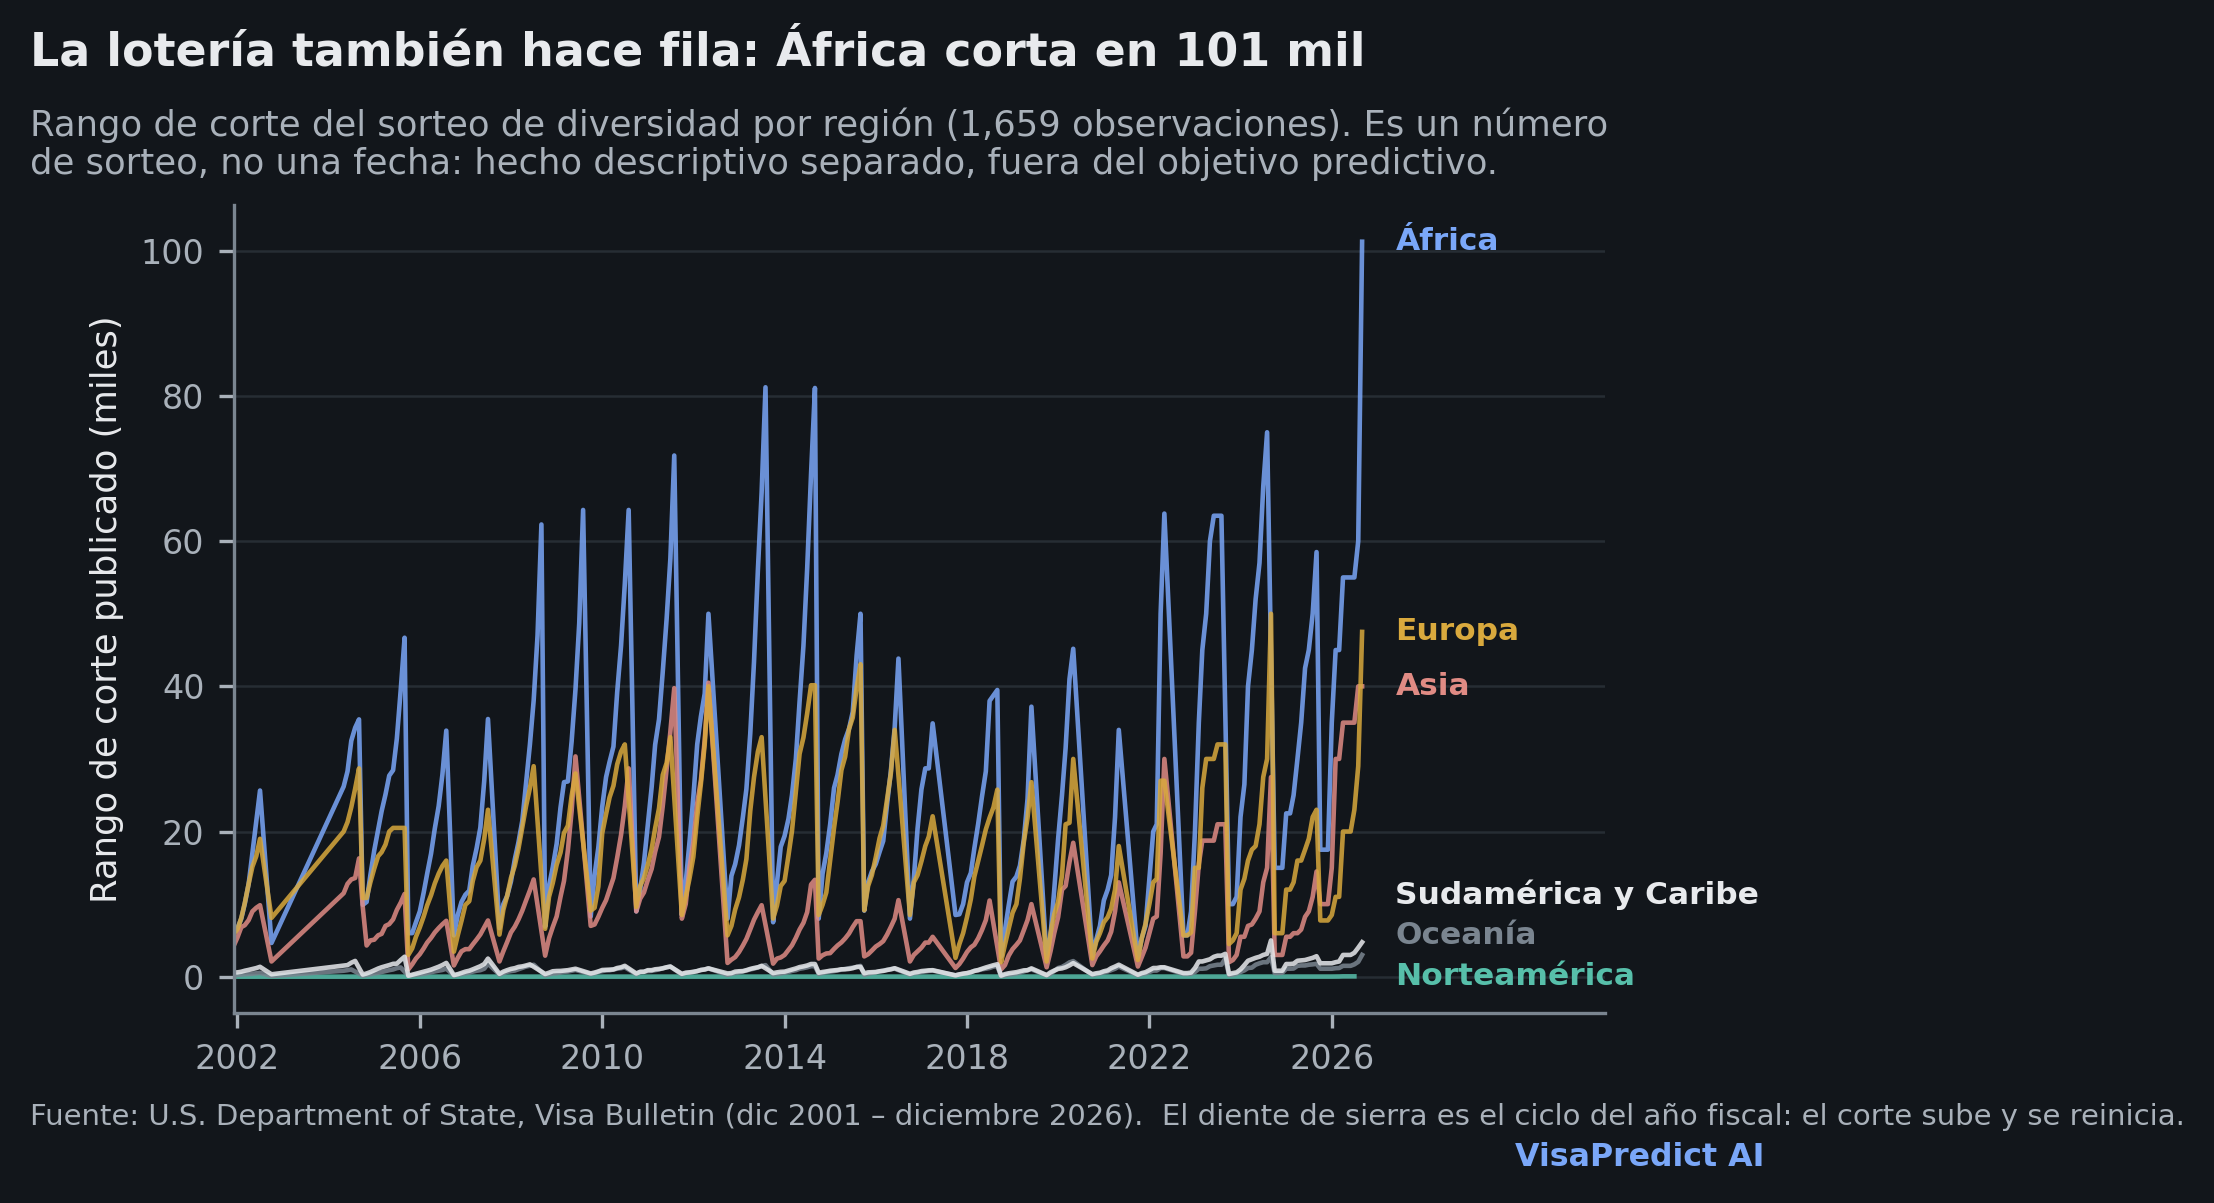 La lotería también hace fila: África corta en 101 mil
Rango de corte del sorteo de diversidad por región (1,659 observaciones). Es un número
de sorteo, no una fecha: hecho descriptivo separado, fuera del objetivo predictivo.
Rango de corte publicado (miles)
100
80
60
40
20
0
África
Europa
Asia
Sudamérica y Caribe
Oceanía
Norteamérica
2002
2006
2010
2014
2018
2022
2026
Fuente: U.S. Department of State, Visa Bulletin (dic 2001 – diciembre 2026).  El diente de sierra es el ciclo del año fiscal: el corte sube y se reinicia.
VisaPredict AI